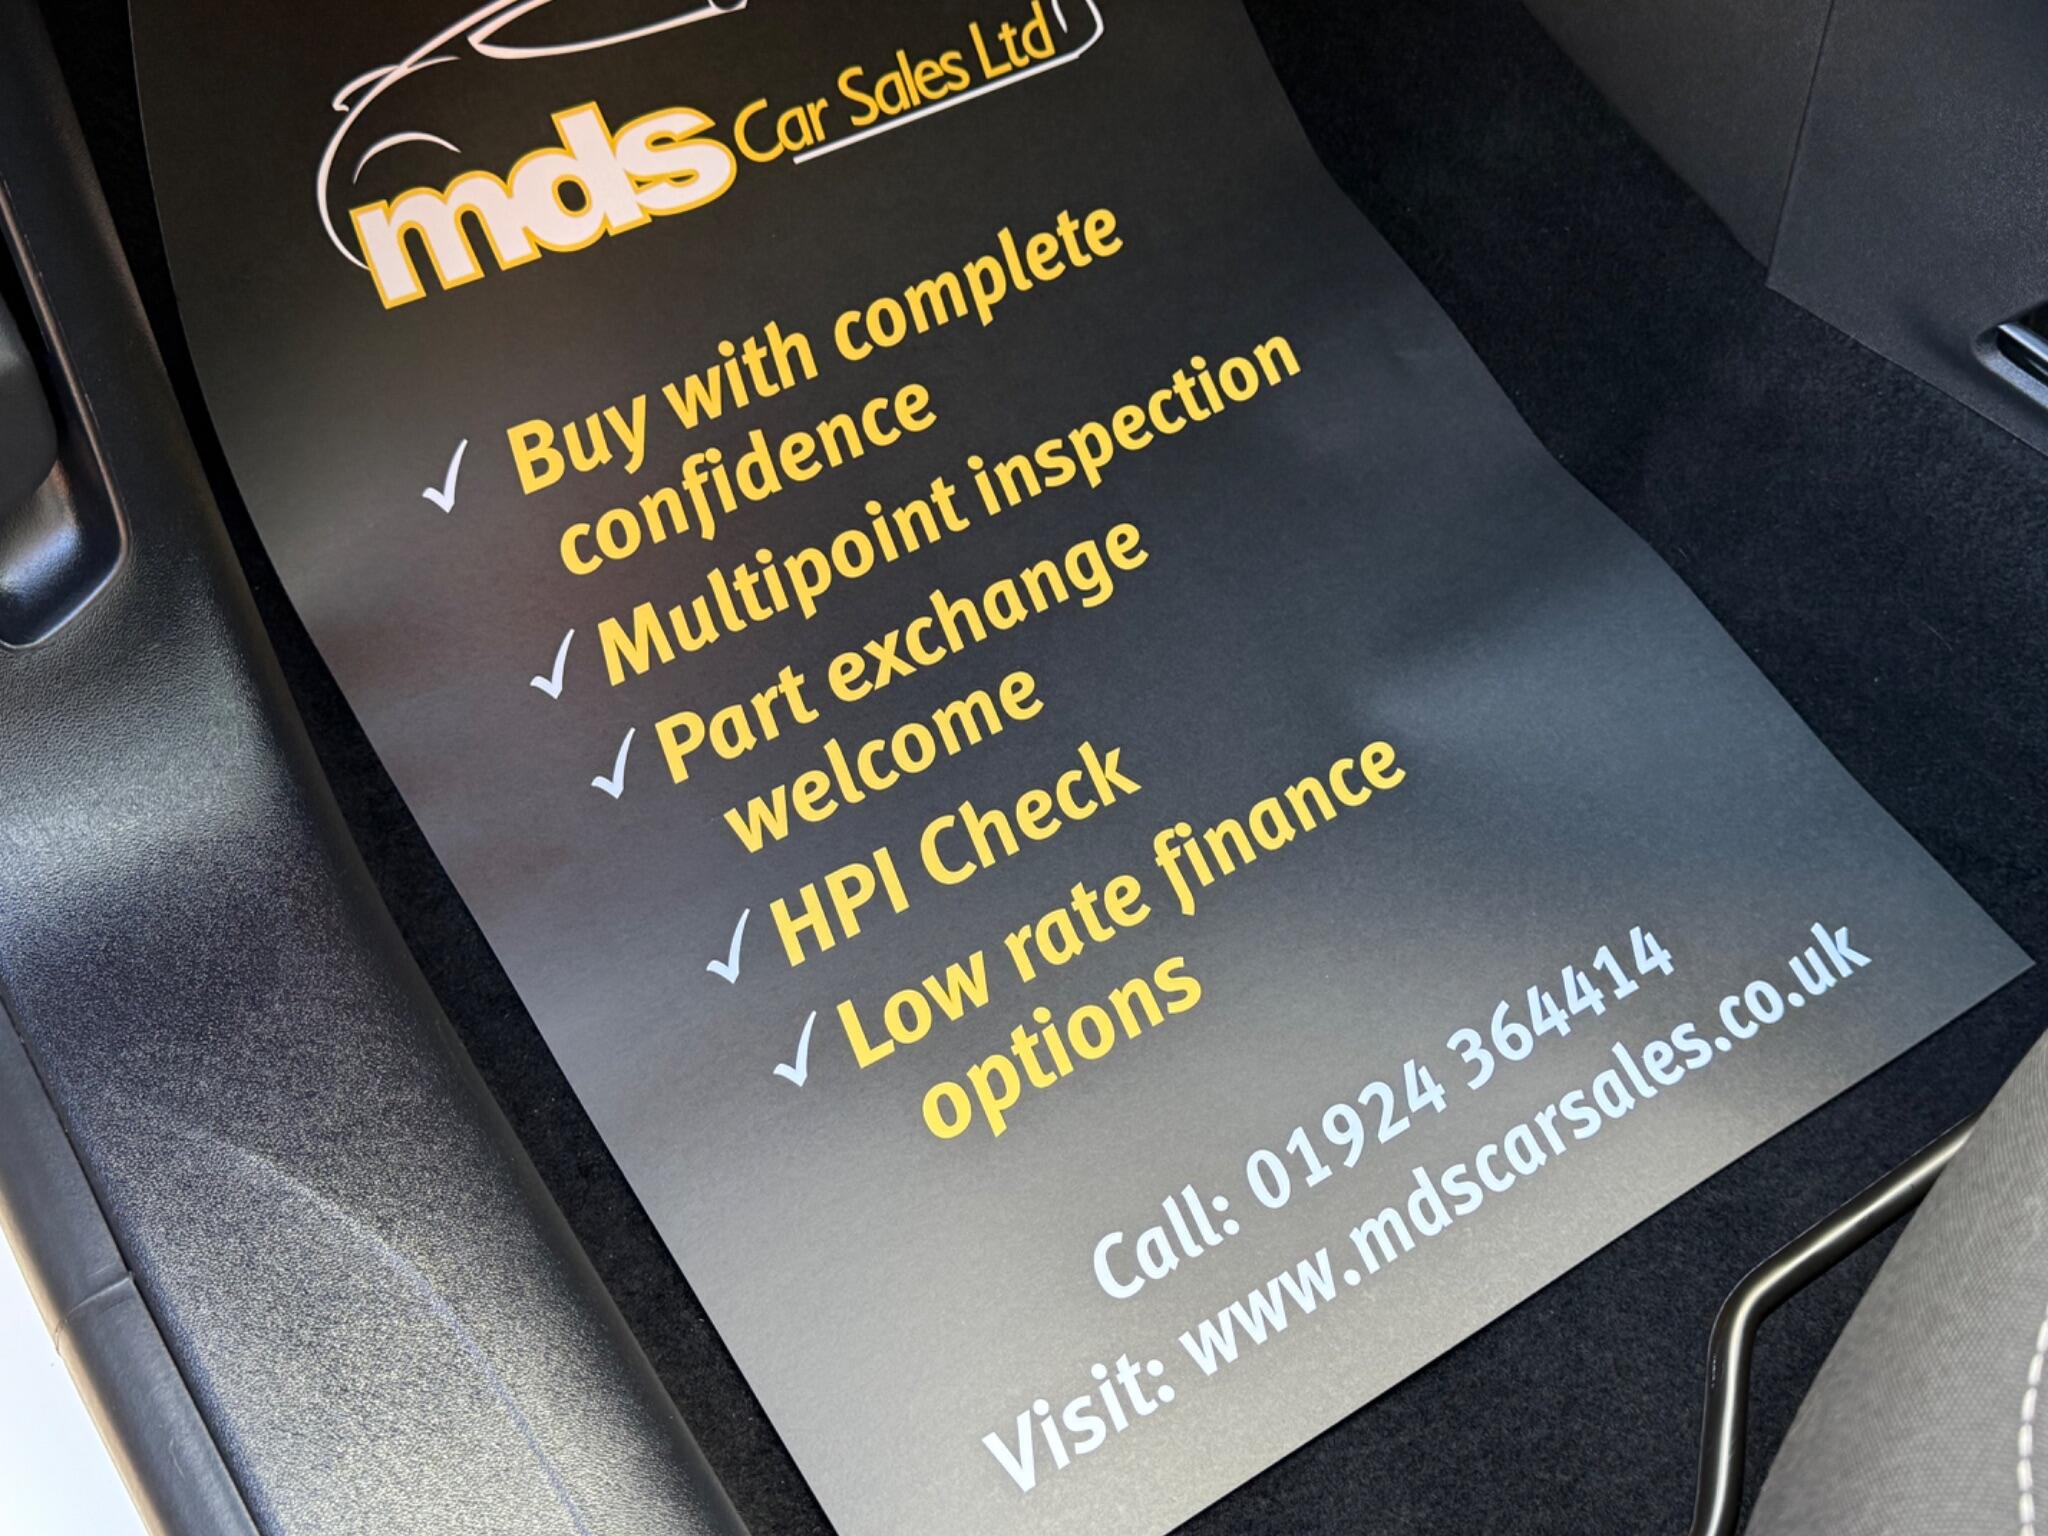 mds Car Sales Ltd
✓ Buy with complete
confidence
✓ Multipoint inspection
✓ Part exchange
welcome
✓ HPI Check
✓ Low rate finance
options
Call: 01924 364414
Visit: www.mdscarsales.co.uk